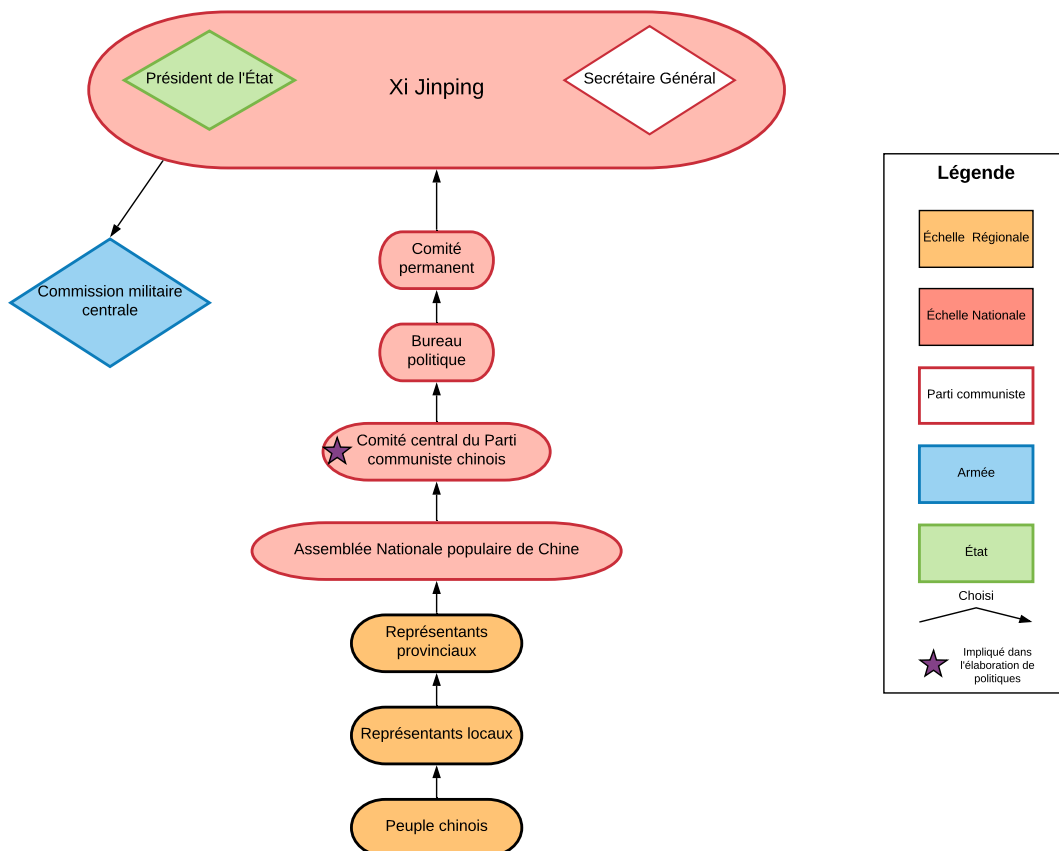 Président de l'État
Xi Jinping
Secrétaire Général
Commission militaire
centrale
Comité
permanent
Bureau
politique
Comité central du Parti
communiste chinois
Assemblée Nationale populaire de Chine
Représentants
provinciaux
Représentants locaux
Peuple chinois
Légende
Échelle Régionale
Échelle Nationale
Parti communiste
Armée
État
Choisi
Impliqué dans
l'élaboration de
politiques